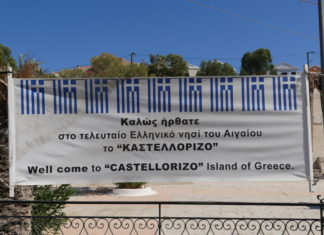 Καλώς ήρθατε
στο τελευταίο Ελληνικό νησί του Αιγαίου
το "ΚΑΣΤΕΛΛΟΡΙΖΟ"
Well come to "CASTELLORIZO" Island of Greece.